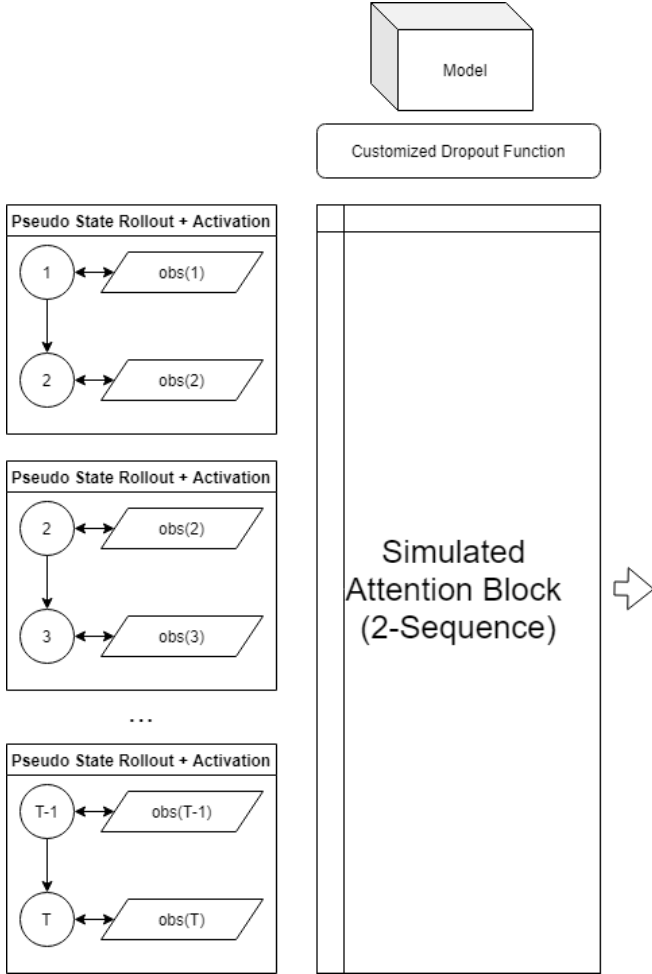 Model
Customized Dropout Function
Pseudo State Rollout + Activation
1
obs(1)
2
obs(2)
Pseudo State Rollout + Activation
2
obs(2)
3
obs(3)
...
Pseudo State Rollout + Activation
T-1
obs(T-1)
T
obs(T)
Simulated
Attention Block
(2-Sequence)